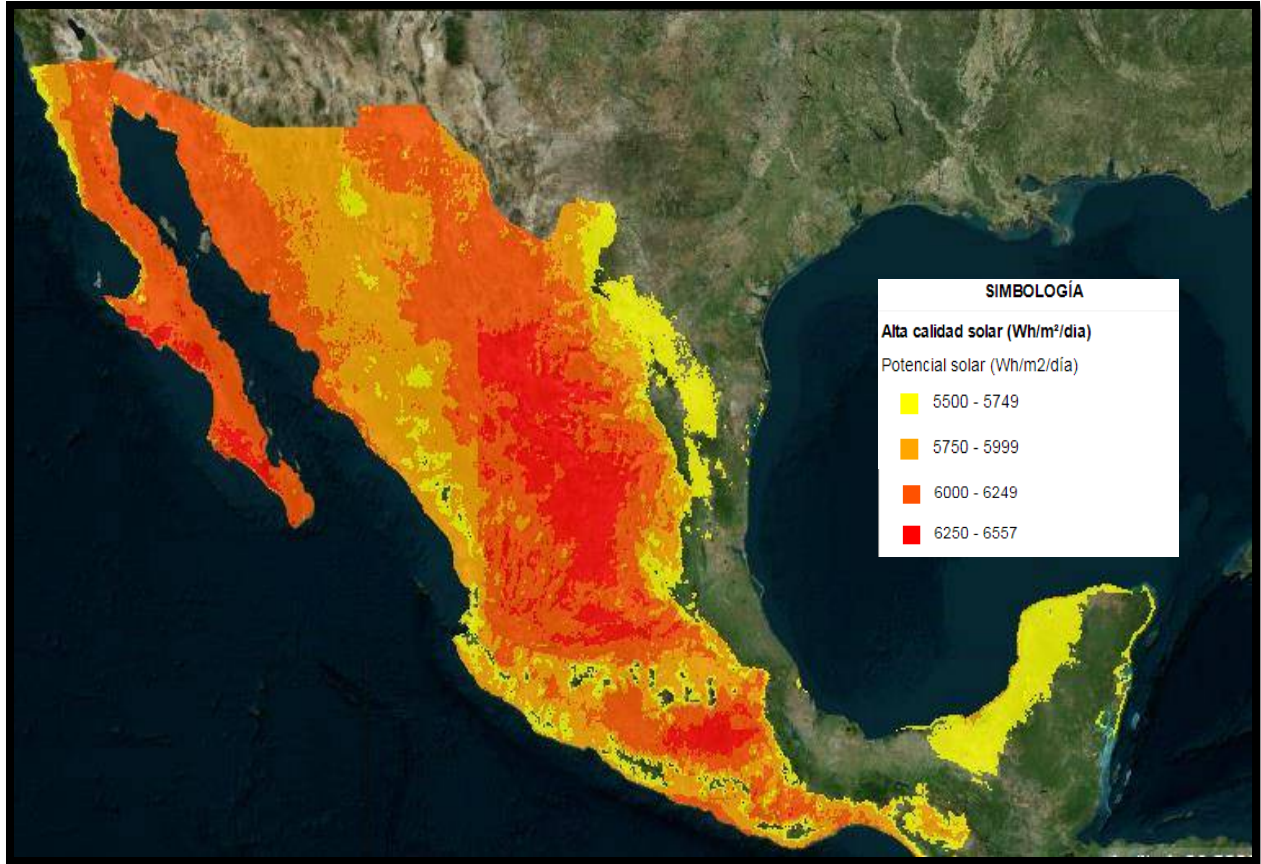 SIMBOLOGÍA
Alta calidad solar (Wh/m²/día)
Potencial solar (Wh/m2/día)
5500 - 5749
5750 - 5999
6000 - 6249
6250 - 6557